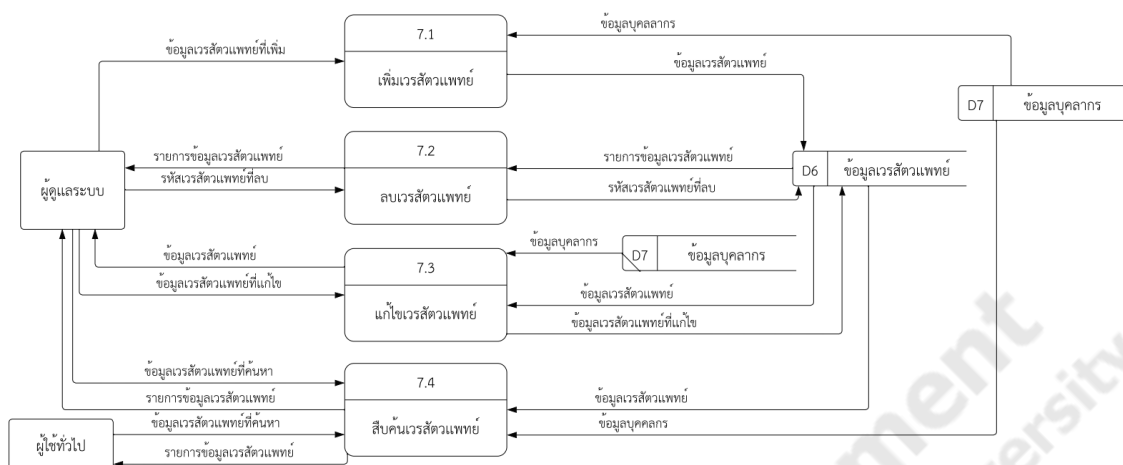 ข้อมูลบุคลลากร
7.1
ข้อมูลเวรสัตวแพทย์ที่เพิ่ม
ข้อมูลเวรสัตวแพทย์
เพิ่มเวรสัตวแพทย์
D7 ข้อมูลบุคลากร
7.2
รายการข้อมูลเวรสัตวแพทย์
รายการข้อมูลเวรสัตวแพทย์
D6 ข้อมูลเวรสัตวแพทย์
ผู้ดูแลระบบ
รหัสเวรสัตวแพทย์ที่ลบ
ลบเวรสัตวแพทย์
รหัสเวรสัตวแพทย์ที่ลบ
ข้อมูลบุคลากร
D7 ข้อมูลบุคลากร
ข้อมูลเวรสัตวแพทย์
7.3
ข้อมูลเวรสัตวแพทย์ที่แก้ไข
ข้อมูลเวรสัตวแพทย์
แก้ไขเวรสัตวแพทย์
ข้อมูลเวรสัตวแพทย์ที่แก้ไข
ข้อมูลเวรสัตวแพทย์ที่ค้นหา
7.4
รายการข้อมูลเวรสัตวแพทย์
ข้อมูลเวรสัตวแพทย์
ข้อมูลเวรสัตวแพทย์ที่ค้นหา
สืบค้นเวรสัตวแพทย์
ข้อมูลบุคคลกร
ผู้ใช้ทั่วไป
รายการข้อมูลเวรสัตวแพทย์